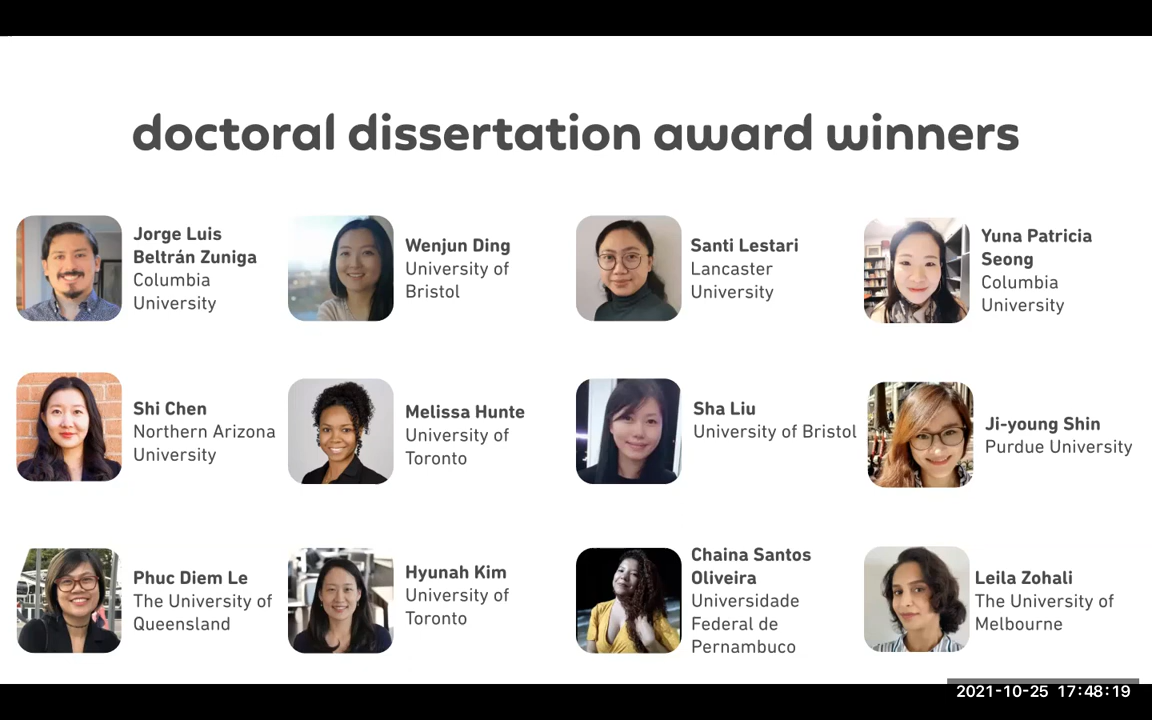 doctoral dissertation award winners
Jorge Luis
Beltrán Zuniga
Columbia
University
Wenjun Ding
University of
Bristol
Santi Lestari
Lancaster
University
Yuna Patricia
Seong
Columbia
University
Shi Chen
Northern Arizona
University
Melissa Hunte
University of
Toronto
Sha Liu
University of Bristol
Ji-young Shin
Purdue University
Phuc Diem Le
The University of
Queensland
Hyunah Kim
University of
Toronto
Chaina Santos
Oliveira
Universidade
Federal de
Pernambuco
Leila Zohali
The University of
Melbourne
2021-10-25 17:48:19